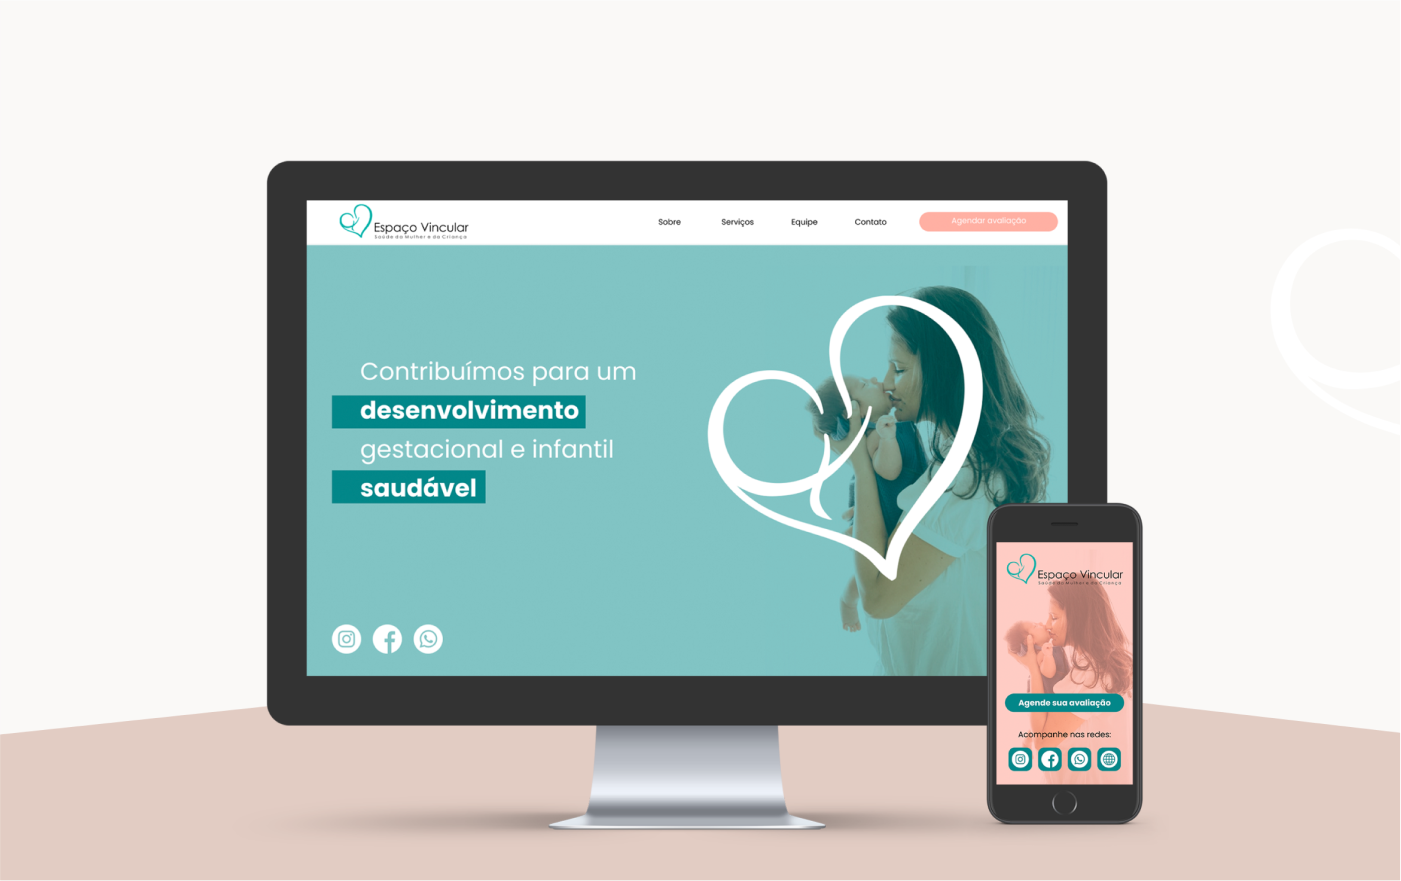 Espaço Vincular
Saúde da Mulher e da Criança
Sobre
Serviços
Equipe
Contato
Agendar avaliação
Contribuímos para um
desenvolvimento
gestacional e infantil
saudável
Espaço Vincular
Saúde da Mulher e da Criança
Agende sua avaliação
Acompanhe nas redes: